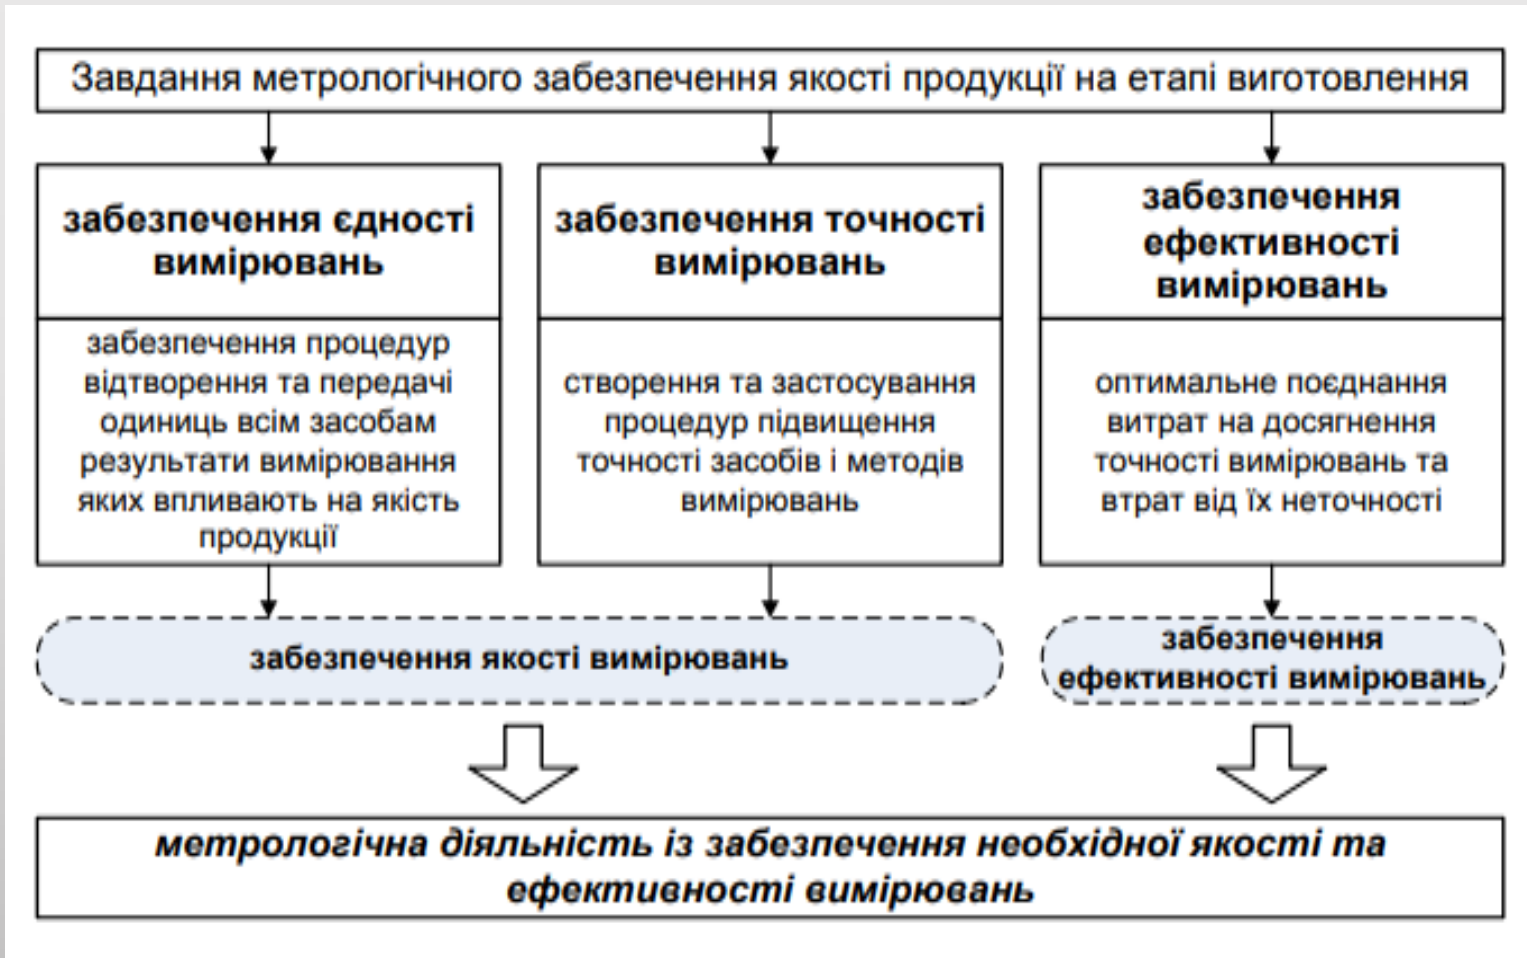 Завдання метрологічного забезпечення якості продукції на етапі виготовлення
забезпечення єдності
вимірювань
забезпечення процедур
відтворення та передачі
одиниць всім засобам
результати вимірювання
яких впливають на якість
продукції
забезпечення точності
вимірювань
створення та застосування
процедур підвищення
точності засобів і методів
вимірювань
забезпечення
ефективності
вимірювань
оптимальне поєднання
витрат на досягнення
точності вимірювань та
втрат від їх неточності
забезпечення якості вимірювань
забезпечення
ефективності вимірювань
метрологічна діяльність із забезпечення необхідної якості та
ефективності вимірювань